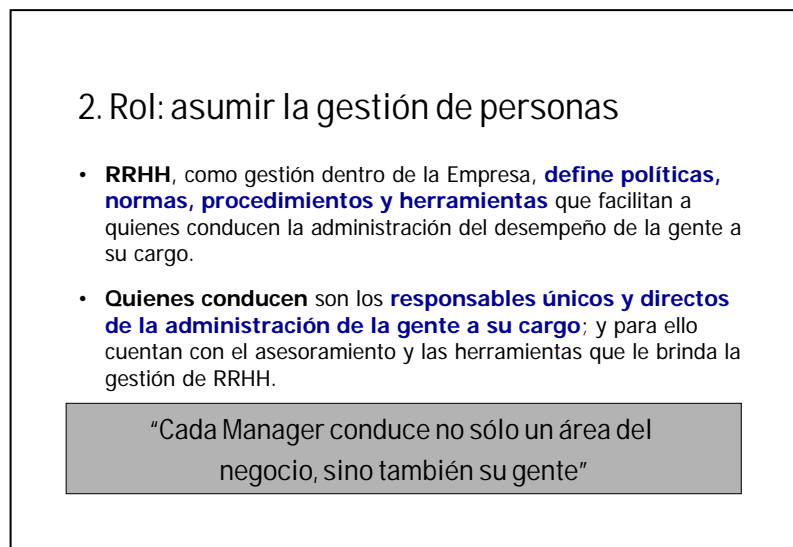 2. Rol: asumir la gestión de personas
• RRHH, como gestión dentro de la Empresa, define políticas,
normas, procedimientos y herramientas que facilitan a
quienes conducen la administración del desempeño de la gente a
su cargo.
• Quienes conducen son los responsables únicos y directos
de la administración de la gente a su cargo; y para ello
cuentan con el asesoramiento y las herramientas que le brinda la
gestión de RRHH.
“Cada Manager conduce no sólo un área del
negocio, sino también su gente”